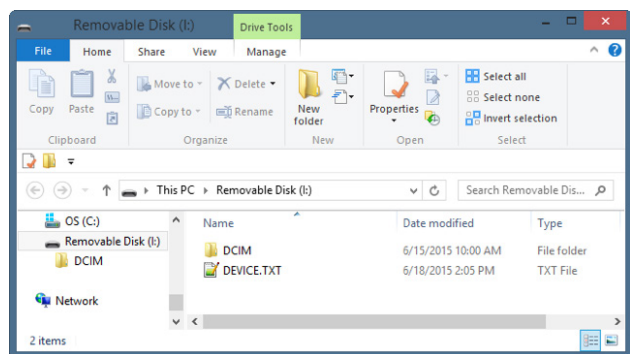 Removable Disk (I:)
Drive Tools
File Home Share View Manage
Copy Paste Move to Copy to Delete Rename New folder Properties Select all Select none Invert selection
Clipboard Organize New Open Select
This PC Removable Disk (I:) Search Removable Dis...
OS (C:) Name Date modified Type
Removable Disk (I:)
DCIM DCIM 6/15/2015 10:00 AM File folder
DEVICE.TXT 6/18/2015 2:05 PM TXT File
Network
2 items